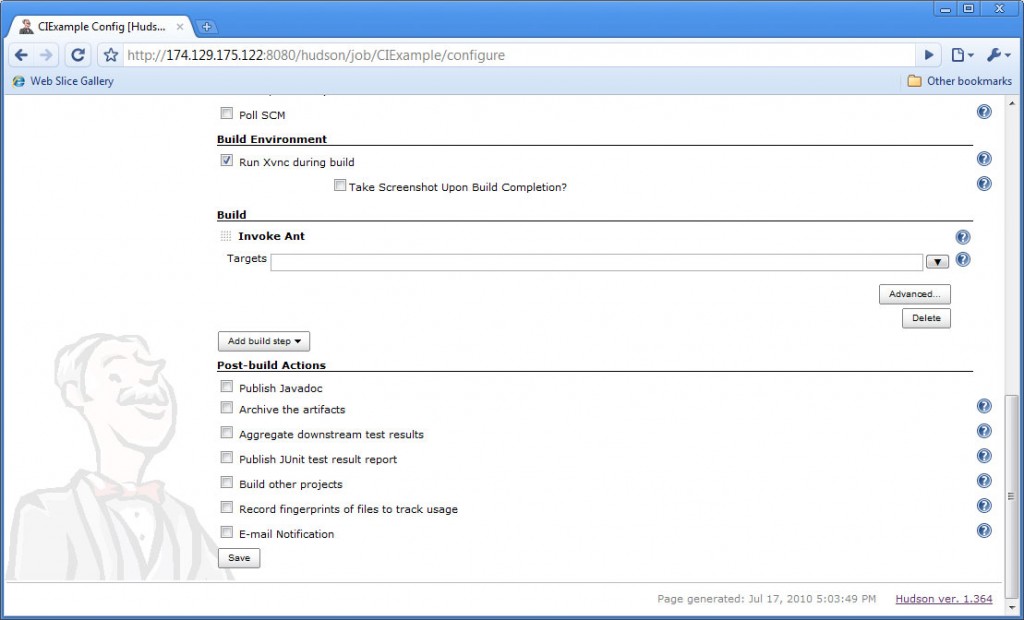 CIExample Config [Huds...
http://174.129.175.122:8080/hudson/job/CIExample/configure
Web Slice Gallery
Other bookmarks
Poll SCM
Build Environment
Run Xvnc during build
Take Screenshot Upon Build Completion?
Build
Invoke Ant
Targets
Advanced...
Delete
Add build step
Post-build Actions
Publish Javadoc
Archive the artifacts
Aggregate downstream test results
Publish JUnit test result report
Build other projects
Record fingerprints of files to track usage
E-mail Notification
Save
Page generated: Jul 17, 2010 5:03:49 PM Hudson ver. 1.364